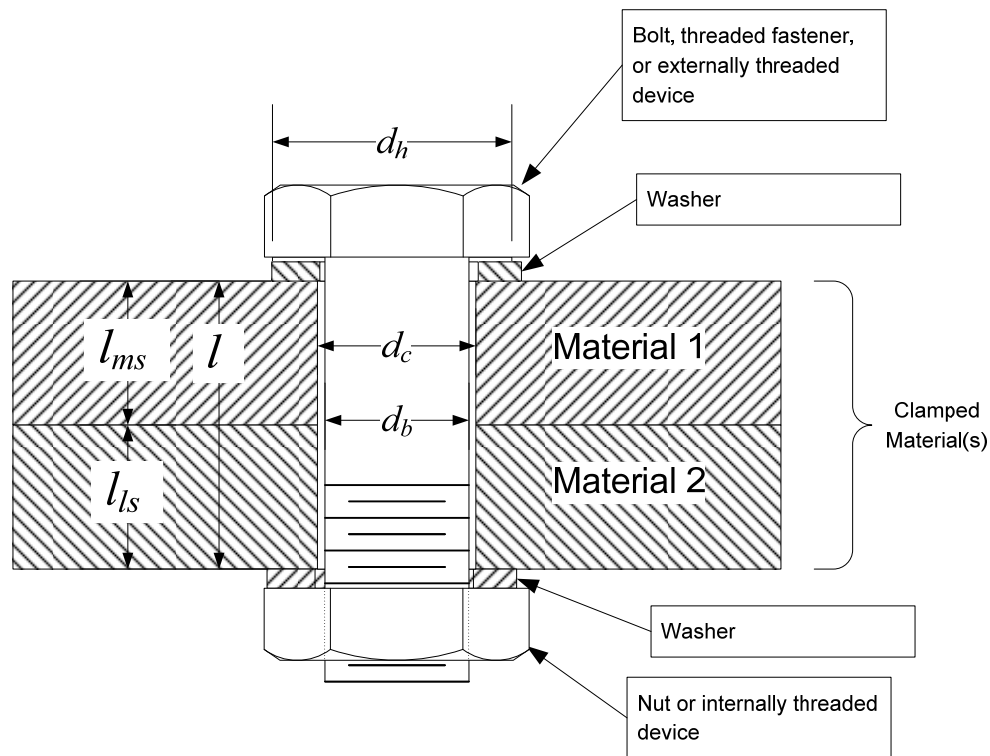 Bolt, threaded fastener,
or externally threaded
device
d_h
Washer
l_ms
l
d_c
Material 1
Clamped
Material(s)
d_b
l_ls
Material 2
Washer
Nut or internally threaded
device